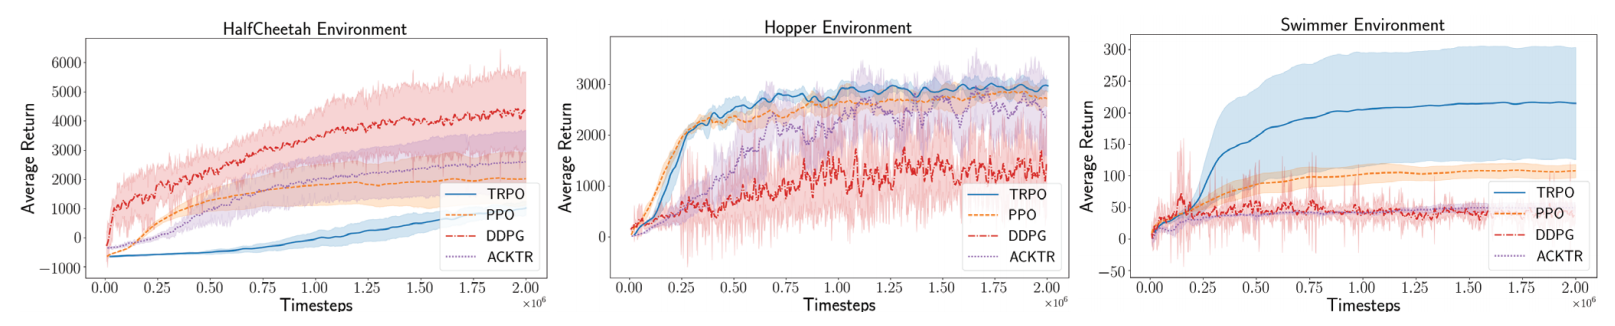 HalfCheetah Environment
Average Return
6000
5000
4000
3000
2000
1000
0
−1000
TRPO
PPO
DDPG
ACKTR
0.00 0.25 0.50 0.75 1.00 1.25 1.50 1.75 2.00
Timesteps
×10⁶
Hopper Environment
Average Return
3000
2000
1000
0
TRPO
PPO
DDPG
ACKTR
0.00 0.25 0.50 0.75 1.00 1.25 1.50 1.75 2.00
Timesteps
×10⁶
Swimmer Environment
Average Return
300
250
200
150
100
50
0
−50
TRPO
PPO
DDPG
ACKTR
0.00 0.25 0.50 0.75 1.00 1.25 1.50 1.75 2.00
Timesteps
×10⁶